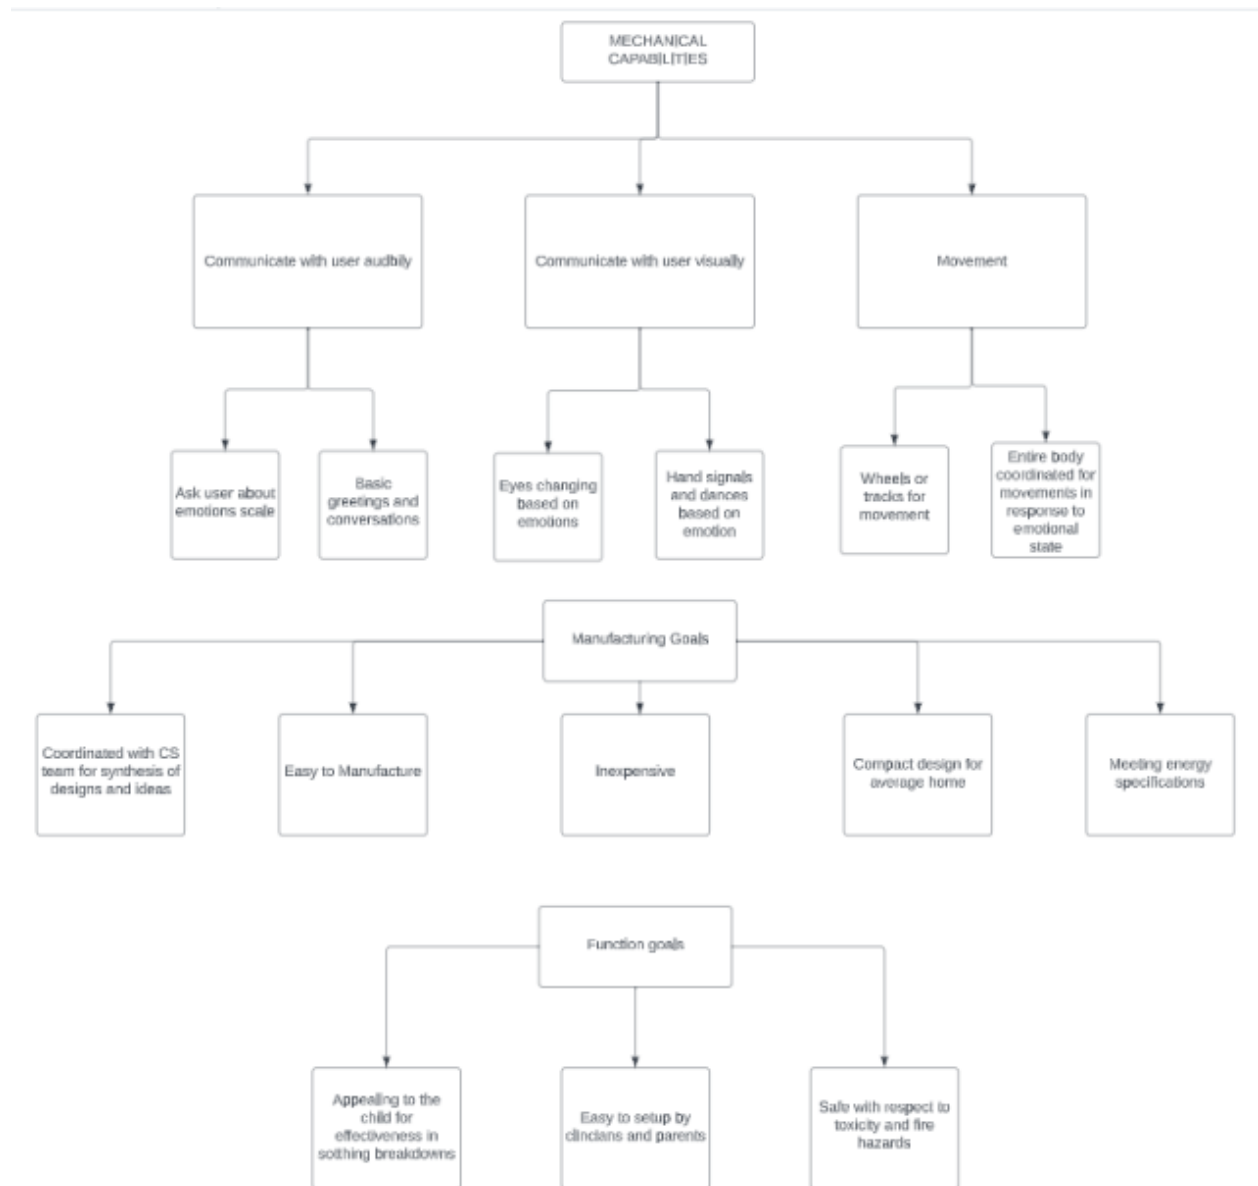 MECHANICAL
CAPABILITIES
Communicate with user audbily
Communicate with user visually
Movement
Ask user about
emotions scale
Basic
greetings and
conversations
Eyes changing
based on
emotions
Hand signals
and dances
based on
emotion
Wheels or
tracks for
movement
Entire body
coordinated for
movements in
response to
emotional
state
Manufacturing Goals
Coordinated with CS
team for synthesis of
designs and ideas
Easy to Manufacture
Inexpensive
Compact design for
average home
Meeting energy
specifications
Function goals
Appealing to the
child for
effectiveness in
sotthing breakdowns
Easy to setup by
clincians and parents
Safe with respect to
toxicity and fire
hazards